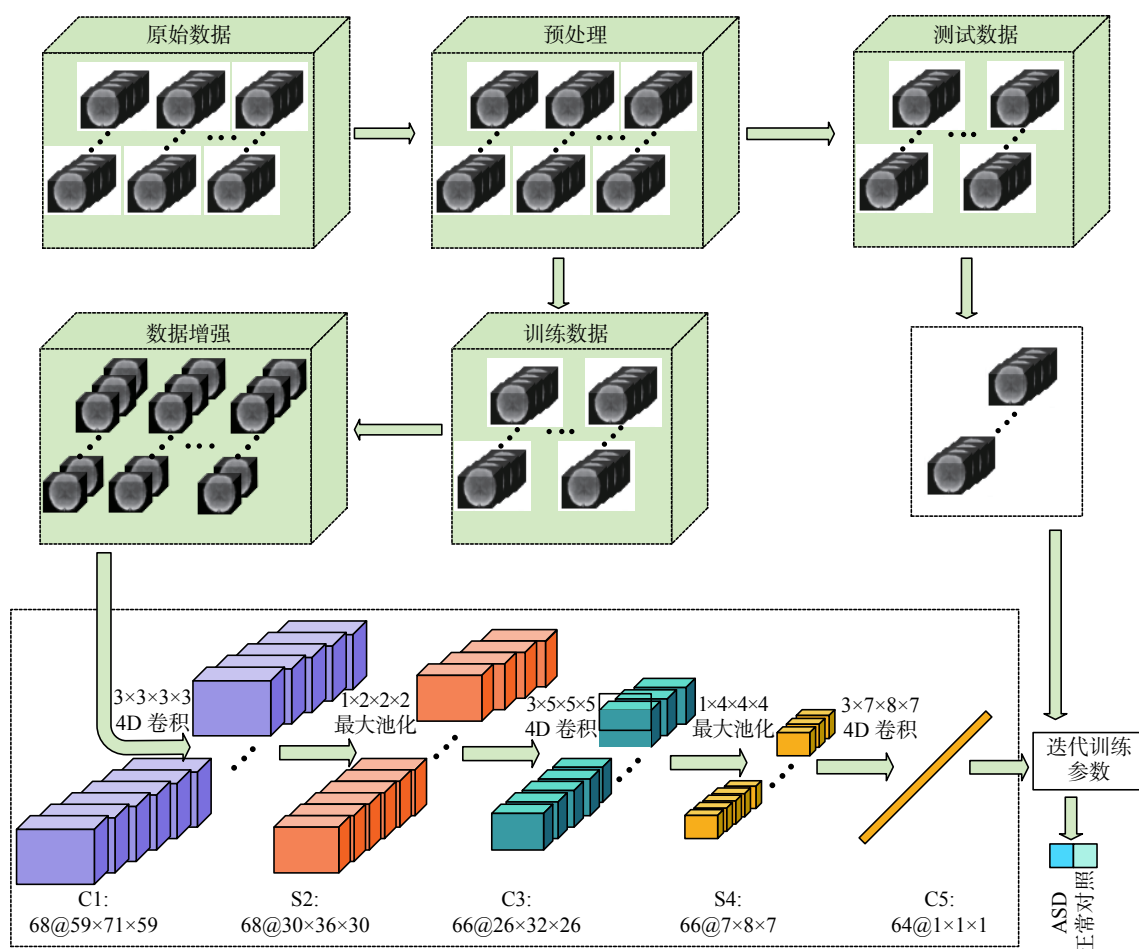 原始数据
预处理
测试数据
数据增强
训练数据
3×3×3×3
4D 卷积
1×2×2×2
最大池化
3×5×5×5
4D 卷积
1×4×4×4
最大池化
3×7×8×7
4D 卷积
迭代训练
参数
C1:
68@59×71×59
S2:
68@30×36×30
C3:
66@26×32×26
S4:
66@7×8×7
C5:
64@1×1×1
ASD
正常对照